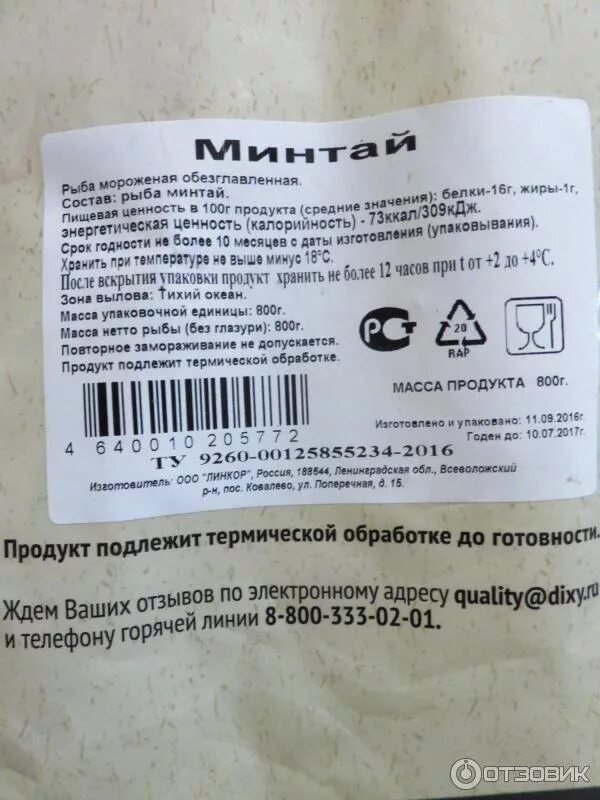 Минтай
Рыба мороженая обезглавленная.
Состав: рыба минтай.
Пищевая ценность в 100г продукта (средние значения): белки-16г, жиры-1г,
энергетическая ценность (калорийность) - 73ккал/309кДж.
Срок годности не более 10 месяцев с даты изготовления (упаковывания).
Хранить при температуре не выше минус 18°С.
После вскрытия упаковки продукт хранить не более 12 часов при t от +2 до +4°С.
Зона вылова: Тихий океан.
Масса упаковочной единицы: 800г.
Масса нетто рыбы (без глазури): 800г.
Повторное замораживание не допускается.
Продукт подлежит термической обработке.
РСТ
20
RAP
МАССА ПРОДУКТА 800г.
4 640010 205772
Изготовлено и упаковано: 11.09.2016г.
Годен до: 10.07.2017г.
ТУ 9260-00125855234-2016
Изготовитель: ООО "ЛИНКОР", Россия, 188644, Ленинградская обл., Всеволожский
р-н, пос. Ковалево, ул. Поперечная, д. 15.
Продукт подлежит термической обработке до готовности.
Ждем Ваших отзывов по электронному адресу quality@dixy.ru
и телефону горячей линии 8-800-333-02-01.
ОТЗОВИК